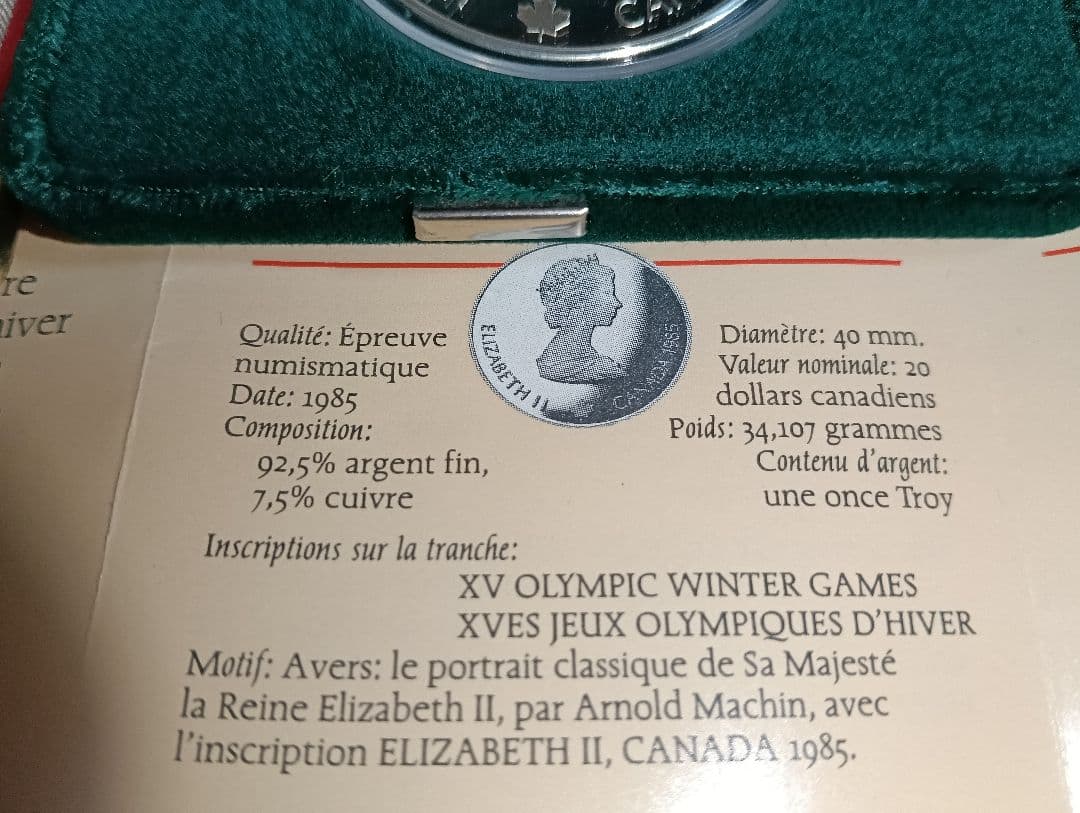 re
iver
Qualité: Épreuve
numismatique
Date: 1985
Composition:
92,5% argent fin,
7,5% cuivre
ELIZABETH II
CANADA 1985
Diamètre: 40 mm.
Valeur nominale: 20
dollars canadiens
Poids: 34,107 grammes
Contenu d'argent:
une once Troy
Inscriptions sur la tranche:
XV OLYMPIC WINTER GAMES
XVES JEUX OLYMPIQUES D'HIVER
Motif: Avers: le portrait classique de Sa Majesté
la Reine Elizabeth II, par Arnold Machin, avec
l'inscription ELIZABETH II, CANADA 1985.